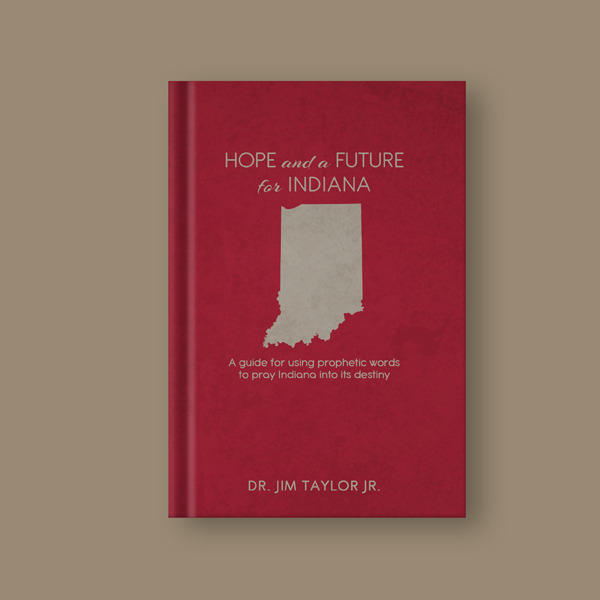 HOPE and a FUTURE
for INDIANA
A guide for using prophetic words
to pray Indiana into its destiny
DR. JIM TAYLOR JR.